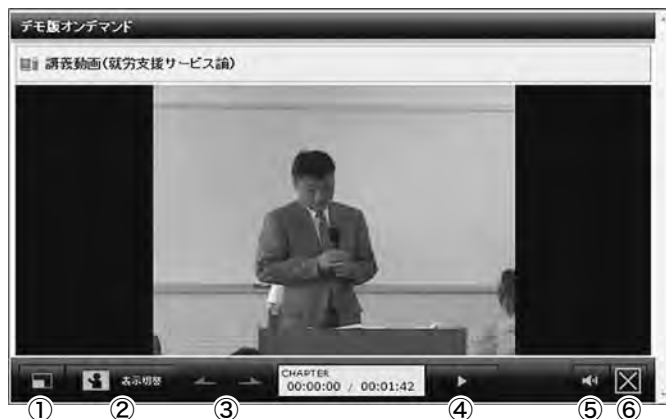 デモ版オンデマンド
講義動画(就労支援サービス論)
表示切替
CHAPTER
00:00:00 / 00:01:42
① ② ③ ④ ⑤ ⑥